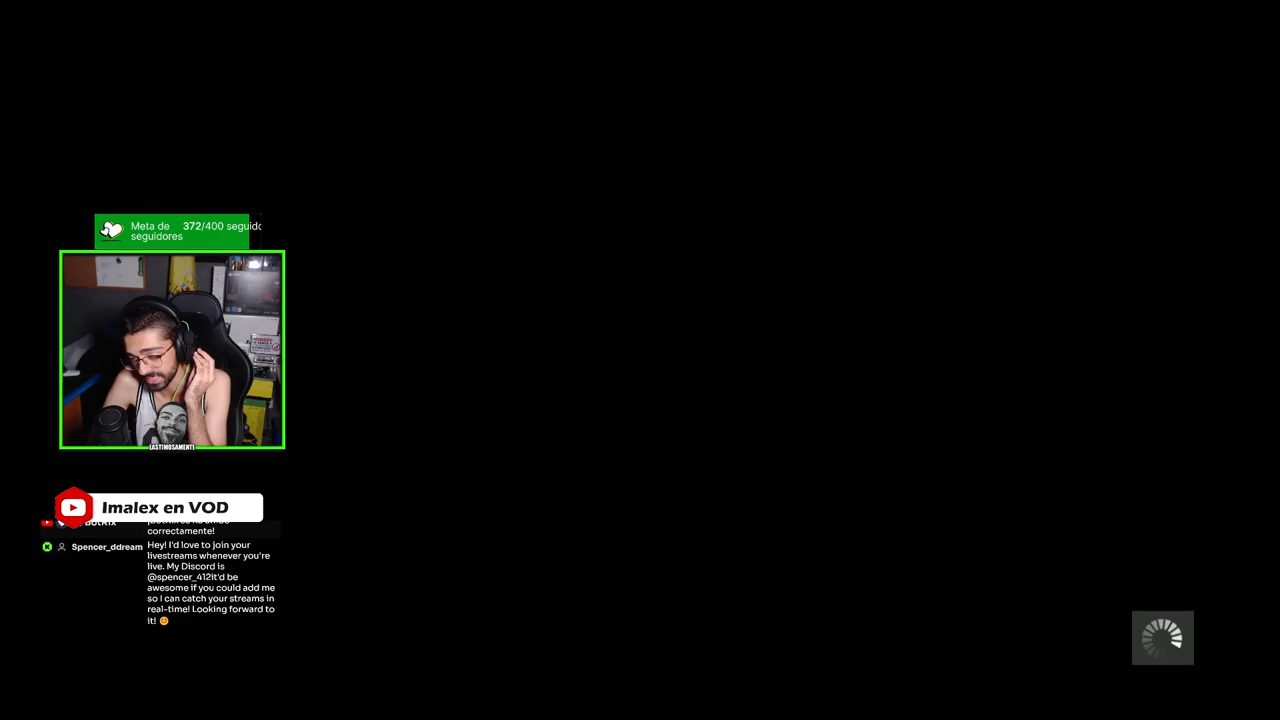 Meta de seguidores
372/400 seguido
LASTIMOSAMENTE
Imalex en VOD
BotRix
correctamente!
Spencer_ddream
Hey! I'd love to join your
livestreams whenever you're
live. My Discord is
@spencer_412it'd be
awesome if you could add me
so I can catch your streams in
real-time! Looking forward to
it! 😊